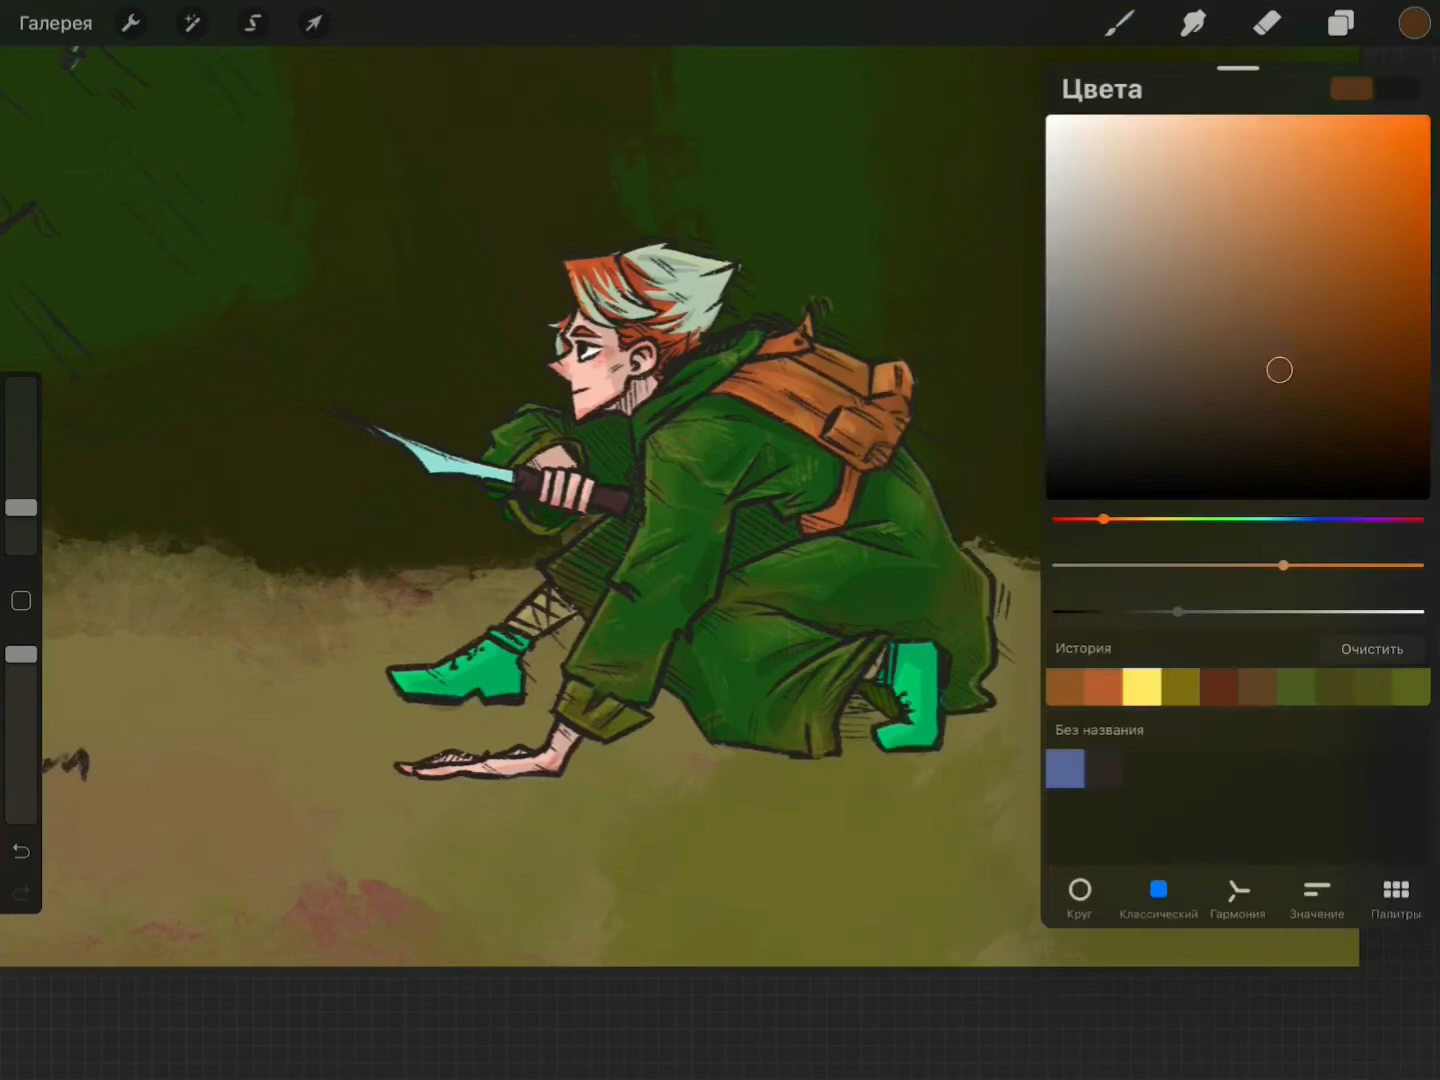 Галерея
Цвета
История
Очистить
Без названия
Круг
Классический
Гармония
Значение
Палитры